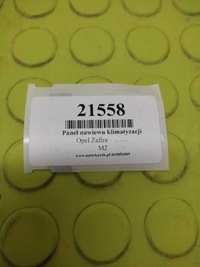 21558
Panel nawiewu klimatyzacji
Opel Zafira
M2